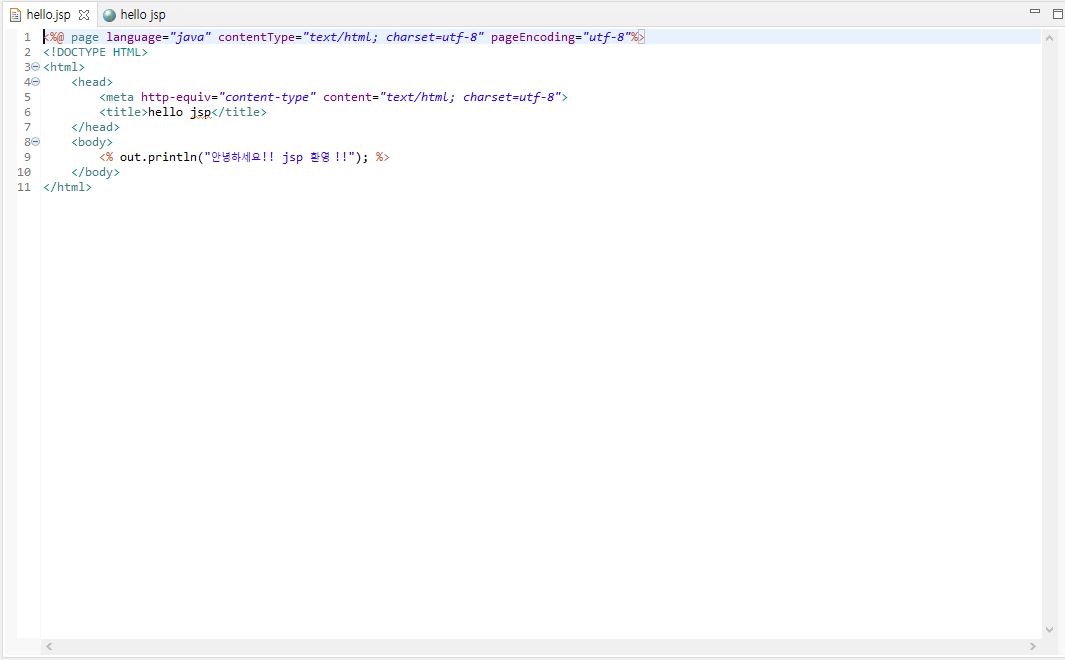 hello.jsp hello jsp
1 <%@ page language="java" contentType="text/html; charset=utf-8" pageEncoding="utf-8"%>
2 <!DOCTYPE HTML>
3 <html>
4 <head>
5 <meta http-equiv="content-type" content="text/html; charset=utf-8">
6 <title>hello jsp</title>
7 </head>
8 <body>
9 <% out.println("안녕하세요!! jsp 환영 !!"); %>
10 </body>
11 </html>